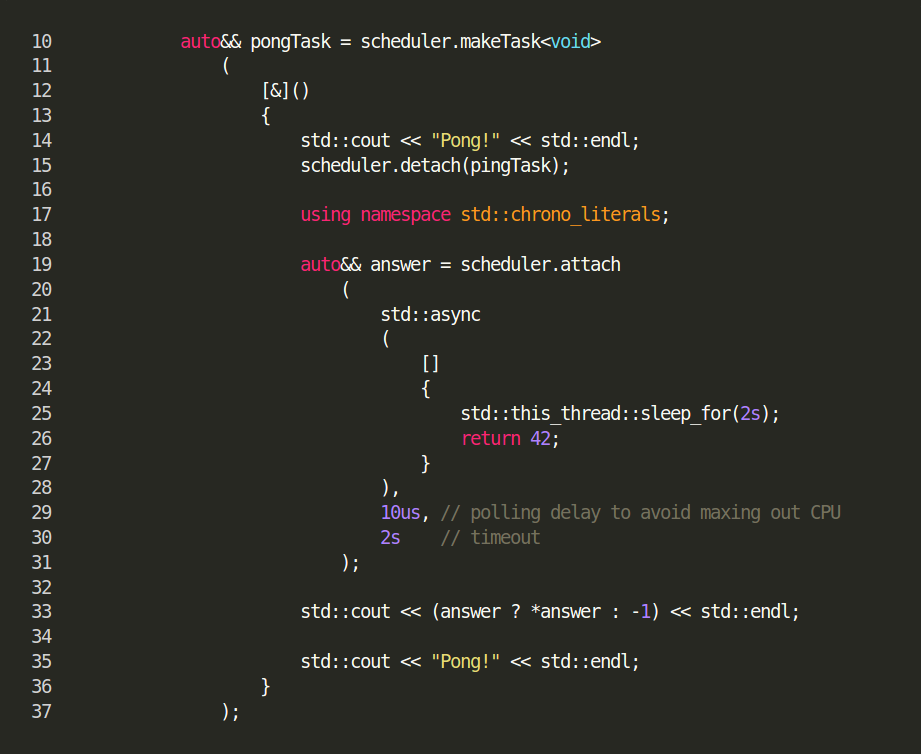 10             auto&& pongTask = scheduler.makeTask<void>
11                 (
12                     [&]()
13                     {
14                         std::cout << "Pong!" << std::endl;
15                         scheduler.detach(pingTask);
16
17                         using namespace std::chrono_literals;
18
19                         auto&& answer = scheduler.attach
20                             (
21                                 std::async
22                                 (
23                                     []
24                                     {
25                                         std::this_thread::sleep_for(2s);
26                                         return 42;
27                                     }
28                                 ),
29                                 10us, // polling delay to avoid maxing out CPU
30                                 2s    // timeout
31                             );
32
33                         std::cout << (answer ? *answer : -1) << std::endl;
34
35                         std::cout << "Pong!" << std::endl;
36                     }
37                 );